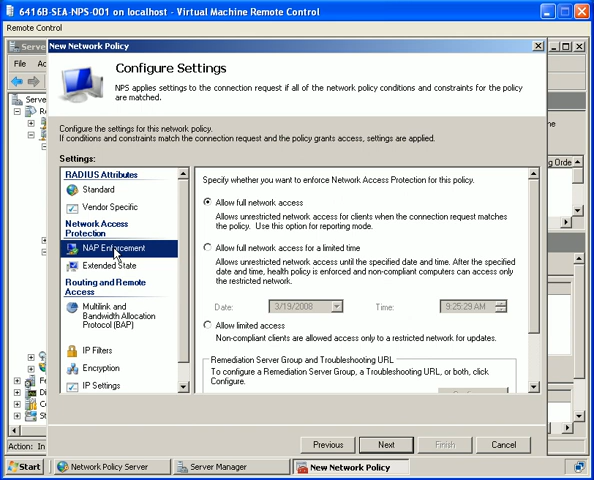 6416B-SEA-NPS-001 on localhost - Virtual Machine Remote Control
Remote Control
New Network Policy
File
Configure Settings
NPS applies settings to the connection request if all of the network policy conditions and constraints for the policy
are matched.
Configure the settings for this network policy.
If conditions and constraints match the connection request and the policy grants access, settings are applied.
Settings:
RADIUS Attributes
Standard
Vendor Specific
Network Access
Protection
NAP Enforcement
Extended State
Routing and Remote
Access
Multilink and
Bandwidth Allocation
Protocol (BAP)
IP Filters
Encryption
IP Settings
Specify whether you want to enforce Network Access Protection for this policy.
Allow full network access
Allows unrestricted network access for clients when the connection request matches
the policy. Use this option for reporting mode.
Allow full network access for a limited time
Allows unrestricted network access until the specified date and time. After the specified
date and time, health policy is enforced and non-compliant computers can access only
the restricted network.
Date: 3/19/2008 Time: 9:25:29 AM
Allow limited access
Non-compliant clients are allowed access only to a restricted network for updates.
Remediation Server Group and Troubleshooting URL
To configure a Remediation Server Group, a Troubleshooting URL, or both, click
Configure.
Previous Next Finish Cancel
Action: In
Start Network Policy Server Server Manager New Network Policy